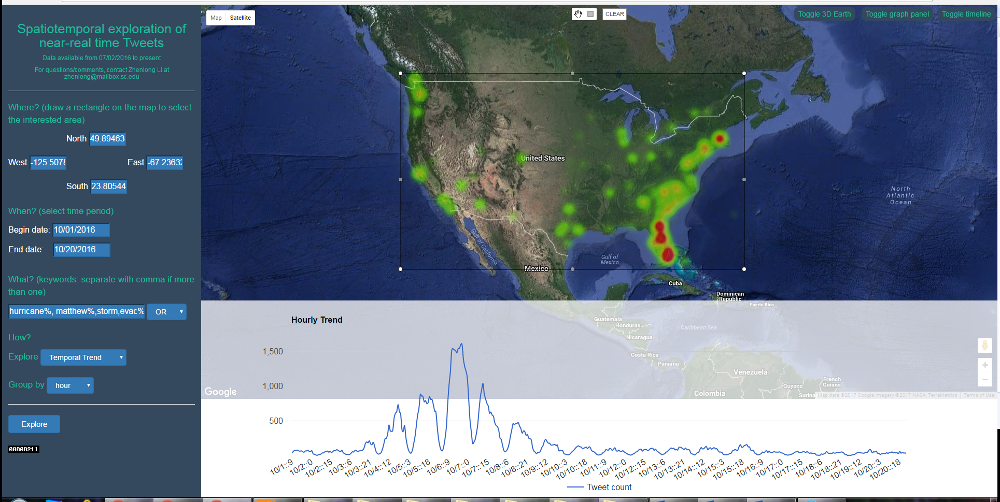 Spatiotemporal exploration of
near-real time Tweets
Data available from 07/02/2016 to present
For questions/comments, contact Zhenlong Li at
zhenlong@mailbox.sc.edu
Where? (draw a rectangle on the map to select
the interested area)
North 49.89463
West -125.5078 East -67.23632
South 23.80544
When? (select time period)
Begin date: 10/01/2016
End date: 10/20/2016
What? (keywords: separate with comma if more
than one)
hurricane%, matthew%,storm,evac% OR
How?
Explore Temporal Trend
Group by hour
Explore
00000211
Map Satellite
CLEAR
Toggle 3D Earth Toggle graph panel Toggle timeline
United States
North
Atlantic
Ocean
Gulf of California
Gulf of
Mexico
Mexico
Cuba
Dominican
Republic
Puerto Rico
Guatemala
Honduras
Caribbean Sea
Nicaragua
Costa Rica
Panama
Venezuela
Guyana
French
Guiana
Colombia
Surinam
Google
Map data ©2017 Google Imagery ©2017 NASA, TerraMetrics Terms of Use
Hourly Trend
1,500
1,000
500
10/1::9 10/2::0 10/2::15 10/3::6 10/3::21 10/4::12 10/5::3 10/5::18 10/6::9 10/7::0 10/7::15 10/8::6 10/8::21 10/9::12 10/10::3 10/10::18 10/11::9 10/12::0 10/12::15 10/13::6 10/13::21 10/14::12 10/15::3 10/15::18 10/16::9 10/17::0 10/17::15 10/18::6 10/18::21 10/19::12 10/20::3 10/20::18
Tweet count